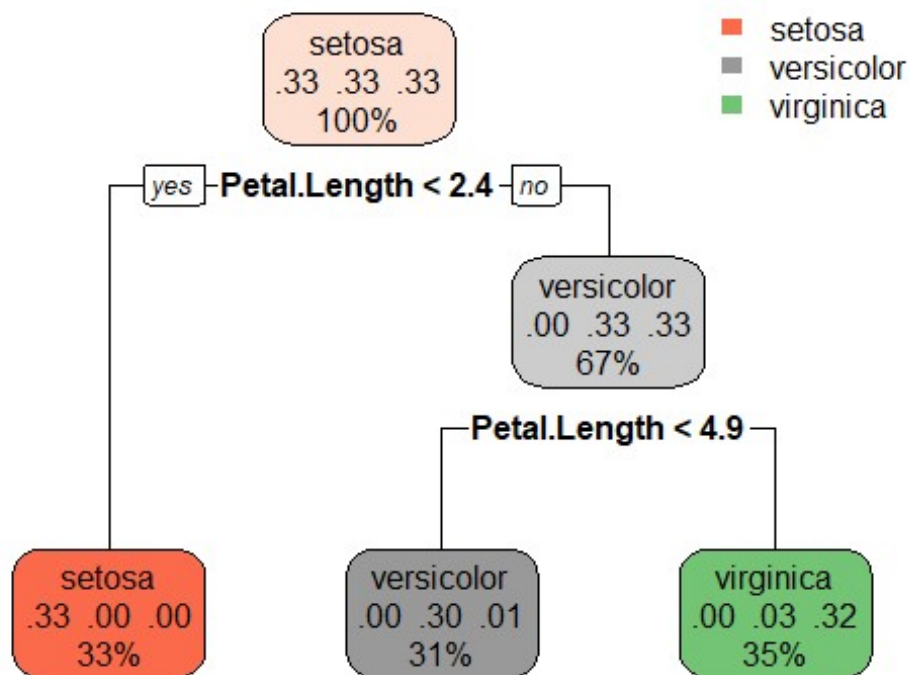 setosa
.33 .33 .33
100%
setosa
versicolor
virginica
yes Petal.Length < 2.4 no
versicolor
.00 .33 .33
67%
Petal.Length < 4.9
setosa
.33 .00 .00
33%
versicolor
.00 .30 .01
31%
virginica
.00 .03 .32
35%